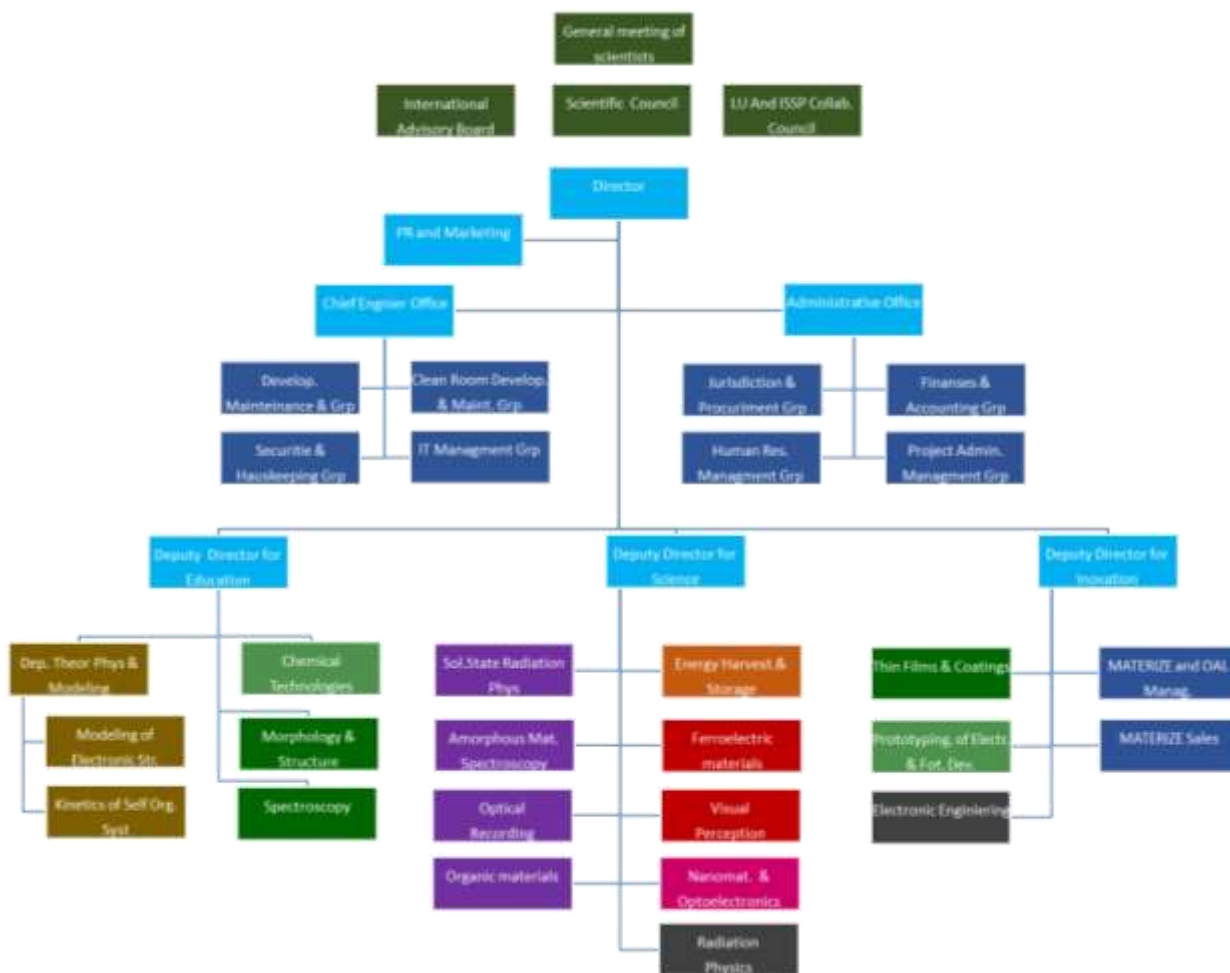 General meeting of
scientists
International
Advisory Board
Scientific Council
LU And ISSP Collab.
Council
Director
PR and Marketing
Chief Engnier Office
Administrative Office
Develop.
Mainteinance & Grp
Clean Room Develop.
& Maint. Grp
Jurisdiction &
Procuriment Grp
Finanses &
Accounting Grp
Securitie &
Hauskeeping Grp
IT Managment Grp
Human Res.
Managment Grp
Project Admin.
Managment Grp
Deputy Director for
Education
Deputy Director for
Science
Deputy Director for
Inovation
Dep. Theor Phys &
Modeling
Chemical
Technologies
Modeling of
Electronic Str.
Morphology &
Structure
Kinetics of Self Org.
Syst
Spectroscopy
Sol.State Radiation
Phys
Energy Harvest &
Storage
Amorphous Mat.
Spectroscopy
Ferroelectric
materials
Optical
Recording
Visual
Perception
Organic materials
Nanomat. &
Optoelectronics
Radiation
Physics
Thin Films & Coatings
MATERIZE and OAL
Manag.
Prototyping. of Electr.
& Fot. Dev.
MATERIZE Sales
Electronic Enginiering